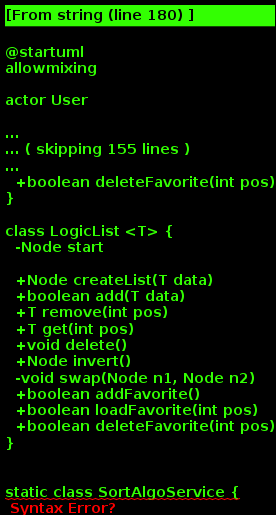 [From string (line 180) ]
@startuml
allowmixing
actor User
...
... ( skipping 155 lines )
...
+boolean deleteFavorite(int pos)
}
class LogicList <T> {
-Node start
+Node createList(T data)
+boolean add(T data)
+T remove(int pos)
+T get(int pos)
+void delete()
+Node invert()
-void swap(Node n1, Node n2)
+boolean addFavorite()
+boolean loadFavorite(int pos)
+boolean deleteFavorite(int pos)
}
static class SortAlgoService {
Syntax Error?